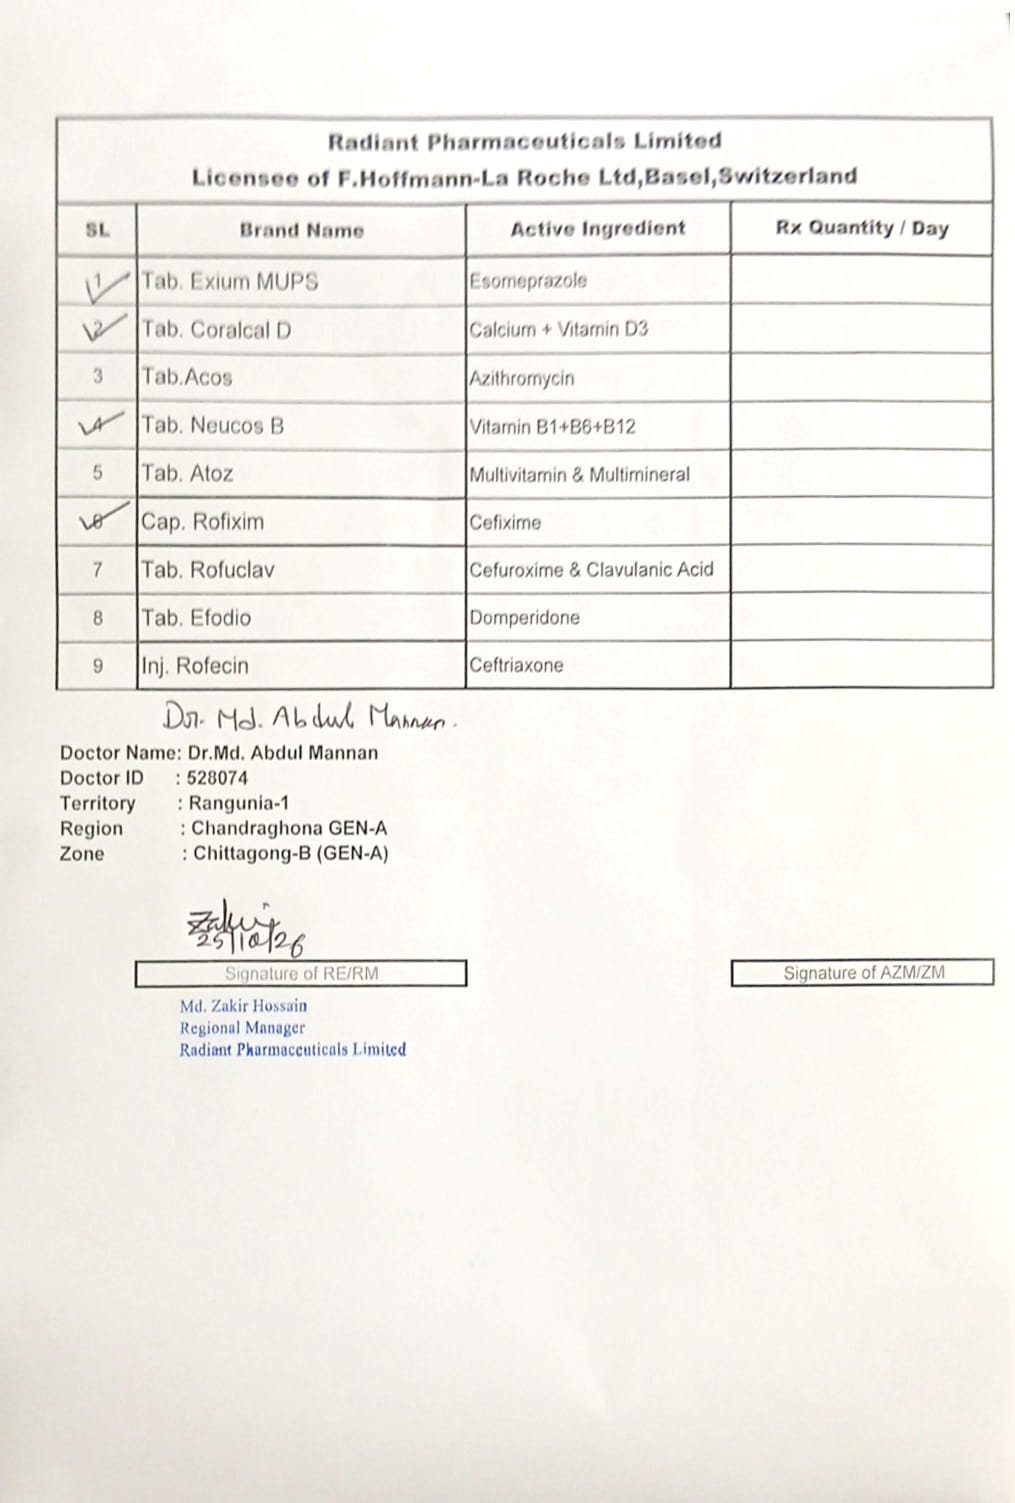 Radiant Pharmaceuticals Limited
Licensee of F.Hoffmann-La Roche Ltd,Basel,Switzerland
SL Brand Name Active Ingredient Rx Quantity / Day
1 Tab. Exium MUPS Esomeprazole
2 Tab. Coralcal D Calcium + Vitamin D3
3 Tab.Acos Azithromycin
4 Tab. Neucos B Vitamin B1+B6+B12
5 Tab. Atoz Multivitamin & Multimineral
6 Cap. Rofixim Cefixime
7 Tab. Rofuclav Cefuroxime & Clavulanic Acid
8 Tab. Efodio Domperidone
9 Inj. Rofecin Ceftriaxone
Dr. Md. Abdul Mannan.
Doctor Name: Dr.Md. Abdul Mannan
Doctor ID : 528074
Territory : Rangunia-1
Region : Chandraghona GEN-A
Zone : Chittagong-B (GEN-A)
Zakir
25/10/26
Signature of RE/RM Signature of AZM/ZM
Md. Zakir Hossain
Regional Manager
Radiant Pharmaceuticals Limited